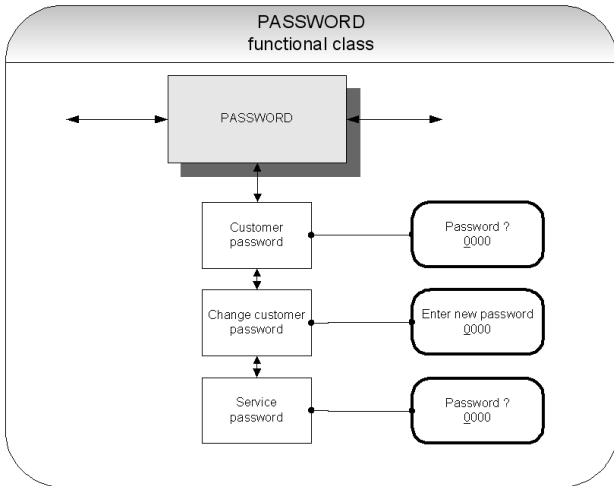 PASSWORD
functional class
PASSWORD
Customer
password
Password ?
0000
Change customer
password
Enter new password
0000
Service
password
Password ?
0000